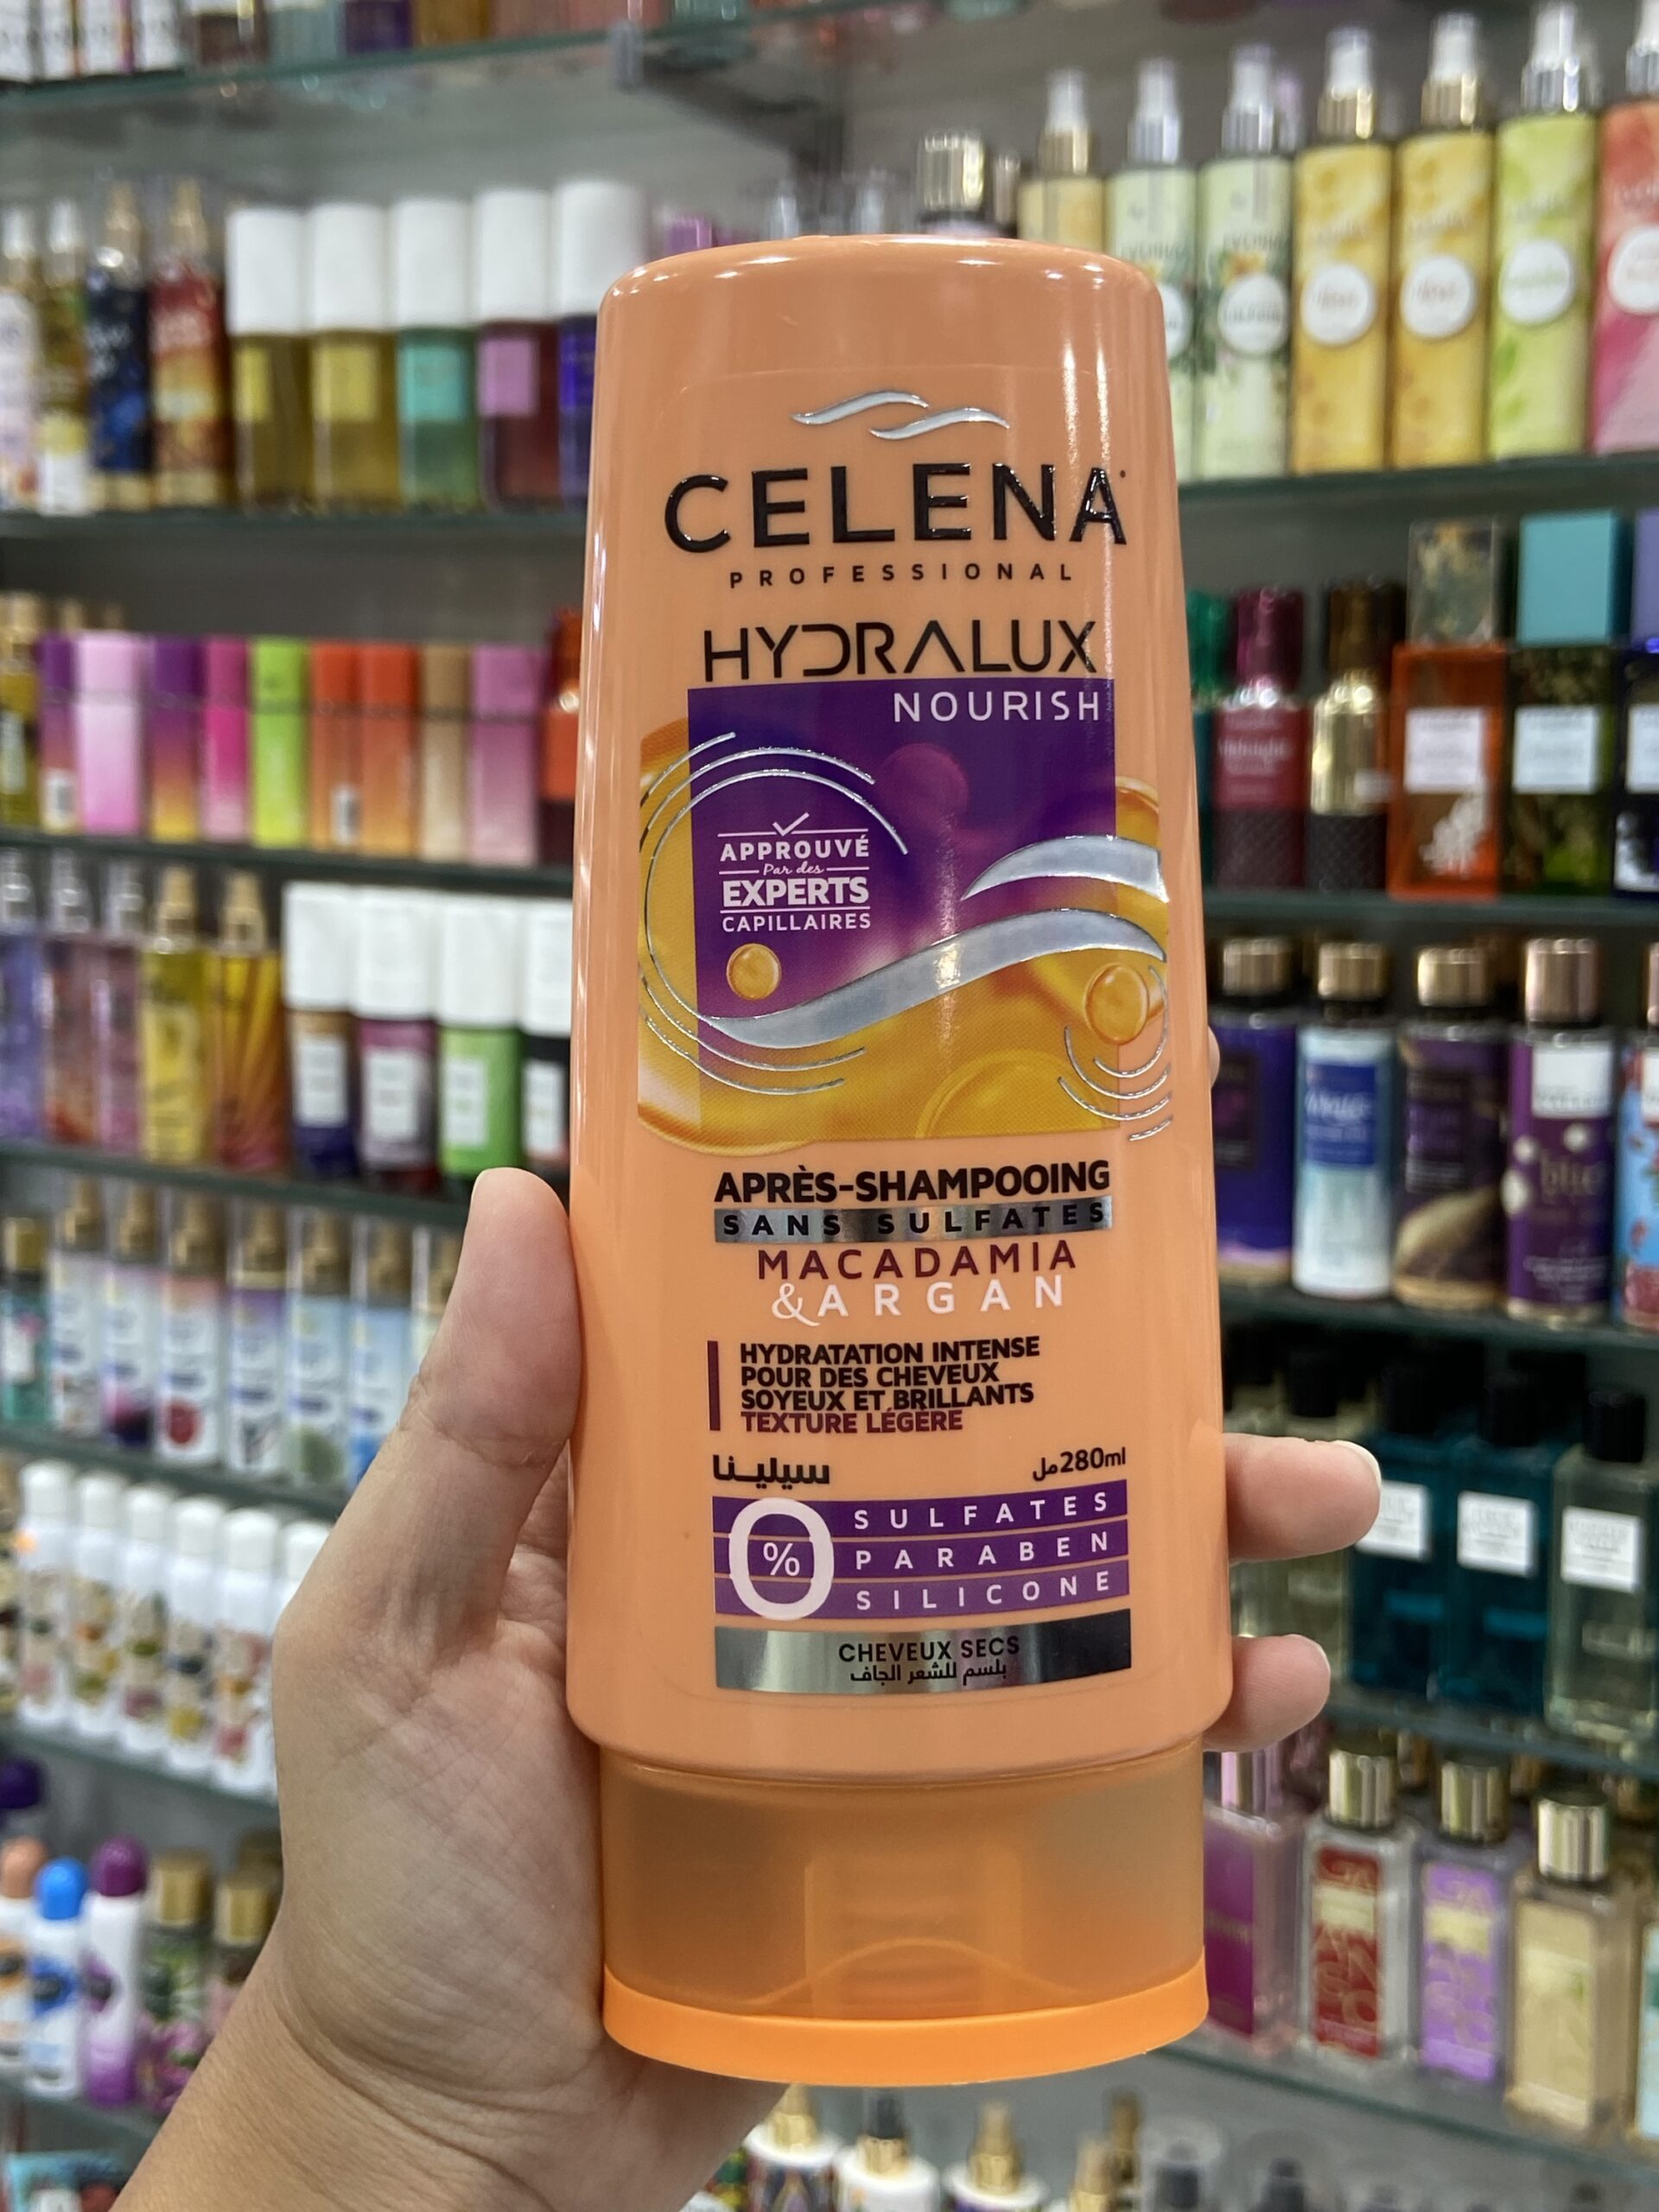 CELENA
PROFESSIONAL
HYDRALUX
NOURISH
APPROUVÉ
Par des
EXPERTS
CAPILLAIRES
APRÈS-SHAMPOOING
SANS SULFATES
MACADAMIA
&ARGAN
HYDRATATION INTENSE
POUR DES CHEVEUX
SOYEUX ET BRILLANTS
TEXTURE LÉGÈRE
سيلينا
280ml مل
0% SULFATES
PARABEN
SILICONE
CHEVEUX SECS
بلسم للشعر الجاف